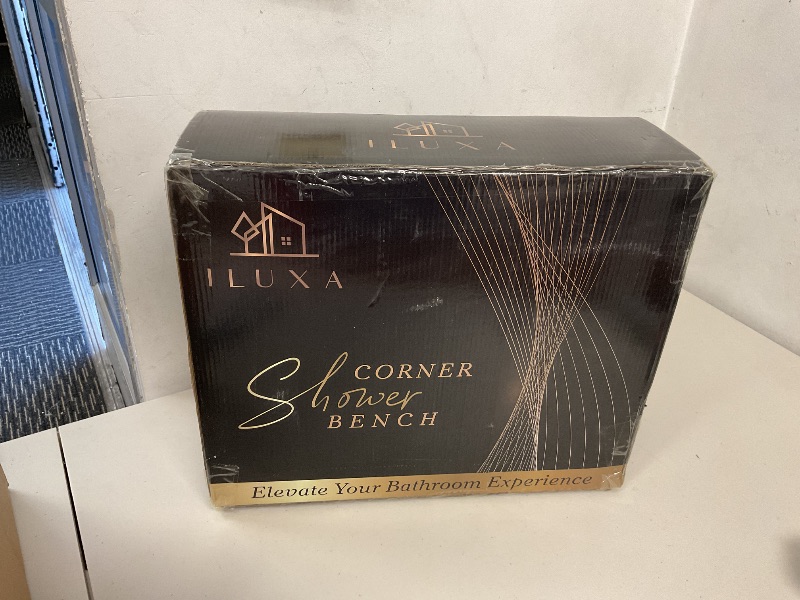 ILUXA
ILUXA
CORNER
Shower
BENCH
Elevate Your Bathroom Experience